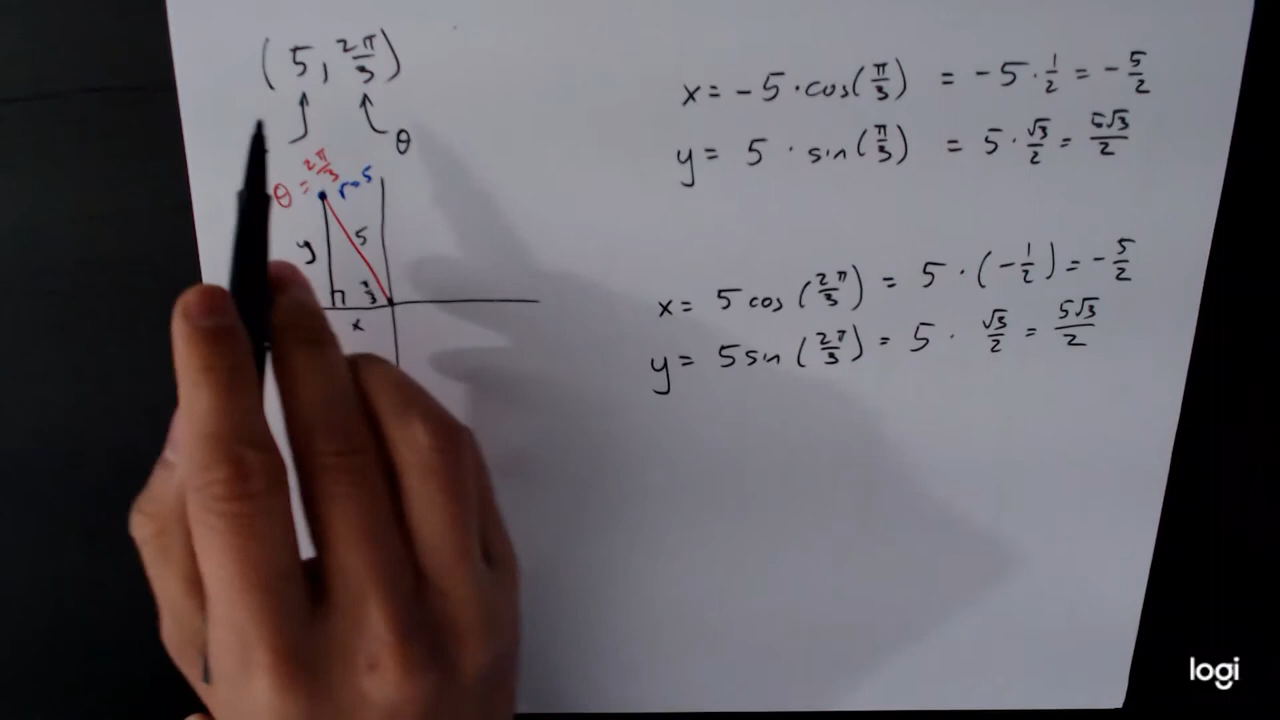 (5, 2π/3)
θ
θ = 2π/3 r=5
y 5
π/3
x
x = -5 · cos(π/3) = -5 · 1/2 = -5/2
y = 5 · sin(π/3) = 5 · √3/2 = 5√3/2
x = 5 cos (2π/3) = 5 · (-1/2) = -5/2
y = 5 sin (2π/3) = 5 · √3/2 = 5√3/2
logi